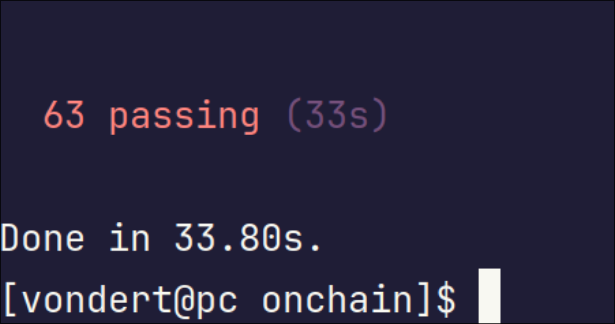 63 passing (33s)
Done in 33.80s.
[vondert@pc onchain]$